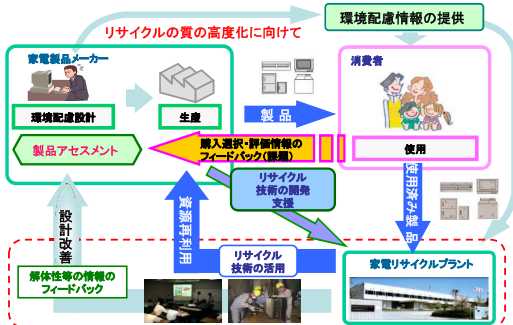 リサイクルの質の高度化に向けて
環境配慮情報の提供
家電製品メーカー
消費者
環境配慮設計
生産
製品
使用
製品アセスメント
購入選択・評価情報の
フィードバック(課題)
リサイクル
技術の開発
支援
使用済み製品
設計改善
資源再利用
リサイクル
技術の活用
家電リサイクルプラント
解体性等の情報の
フィードバック